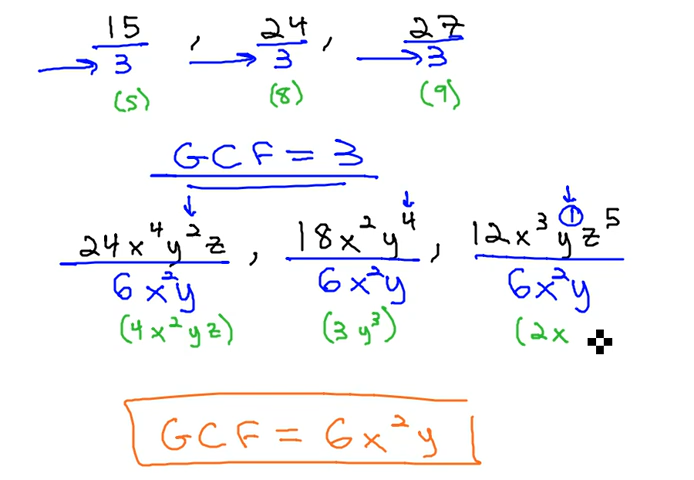 15/3 , 24/3 , 27/3
(5) (8) (9)
GCF = 3
24x⁴y²z/6x²y , 18x²y⁴/6x²y , 12x³y①z⁵/6x²y
(4x²yz) (3y³) (2x
GCF = 6x²y